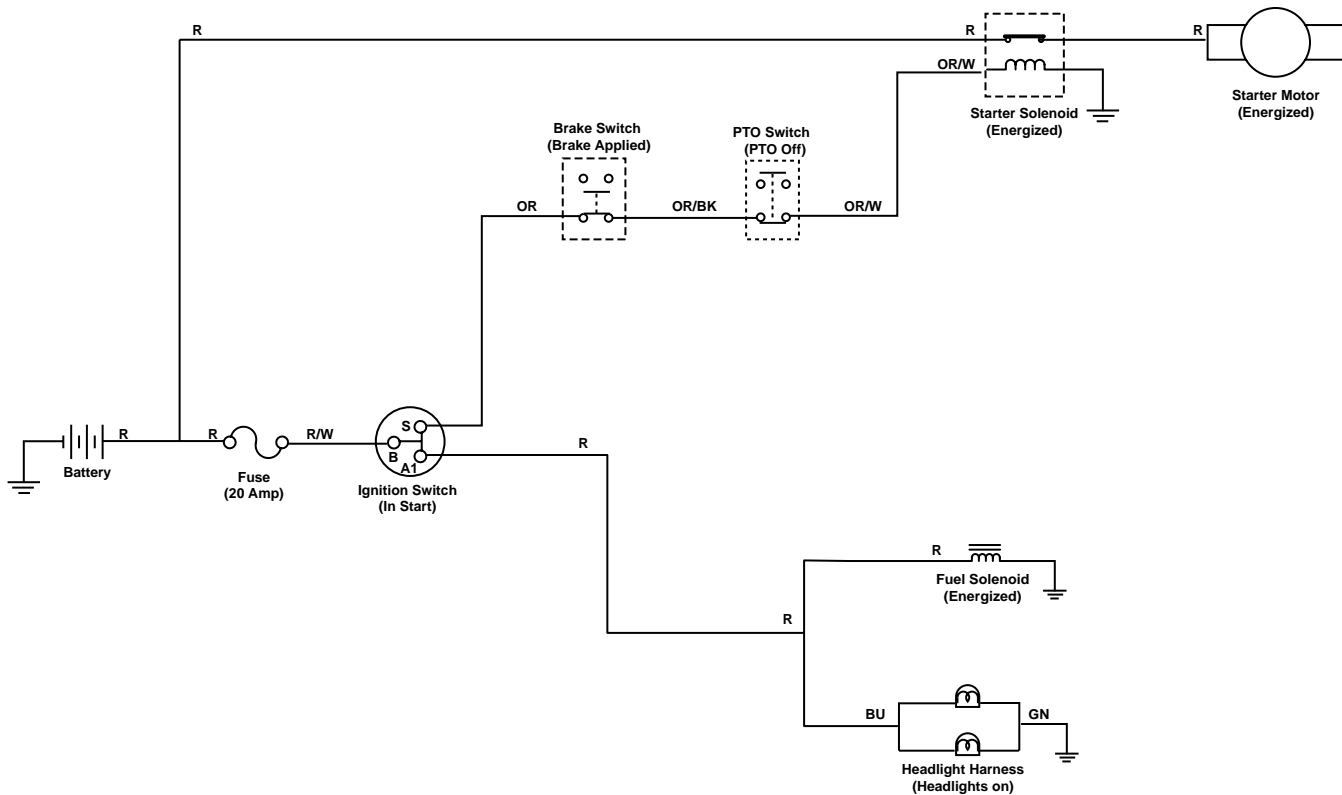 R
R
R
OR/W
Starter Solenoid
(Energized)
Starter Motor
(Energized)
Brake Switch
(Brake Applied)
PTO Switch
(PTO Off)
OR
OR/BK
OR/W
R
R
R/W
S
B
A1
R
Battery
Fuse
(20 Amp)
Ignition Switch
(In Start)
R
Fuel Solenoid
(Energized)
R
BU
GN
Headlight Harness
(Headlights on)